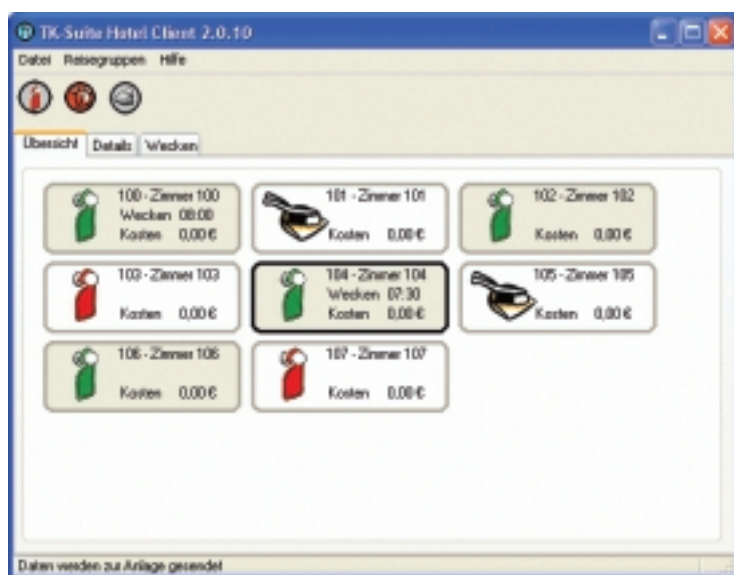 TK-Suite Hotel Client 2.0.10
Datei Reisegruppen Hilfe
Übersicht Details Wecken
100 - Zimmer 100
Wecken 08:00
Kosten 0,00 €
101 - Zimmer 101
Kosten 0,00 €
102 - Zimmer 102
Kosten 0,00 €
103 - Zimmer 103
Kosten 0,00 €
104 - Zimmer 104
Wecken 07:30
Kosten 0,00 €
105 - Zimmer 105
Kosten 0,00 €
106 - Zimmer 106
Kosten 0,00 €
107 - Zimmer 107
Kosten 0,00 €
Daten werden zur Anlage gesendet